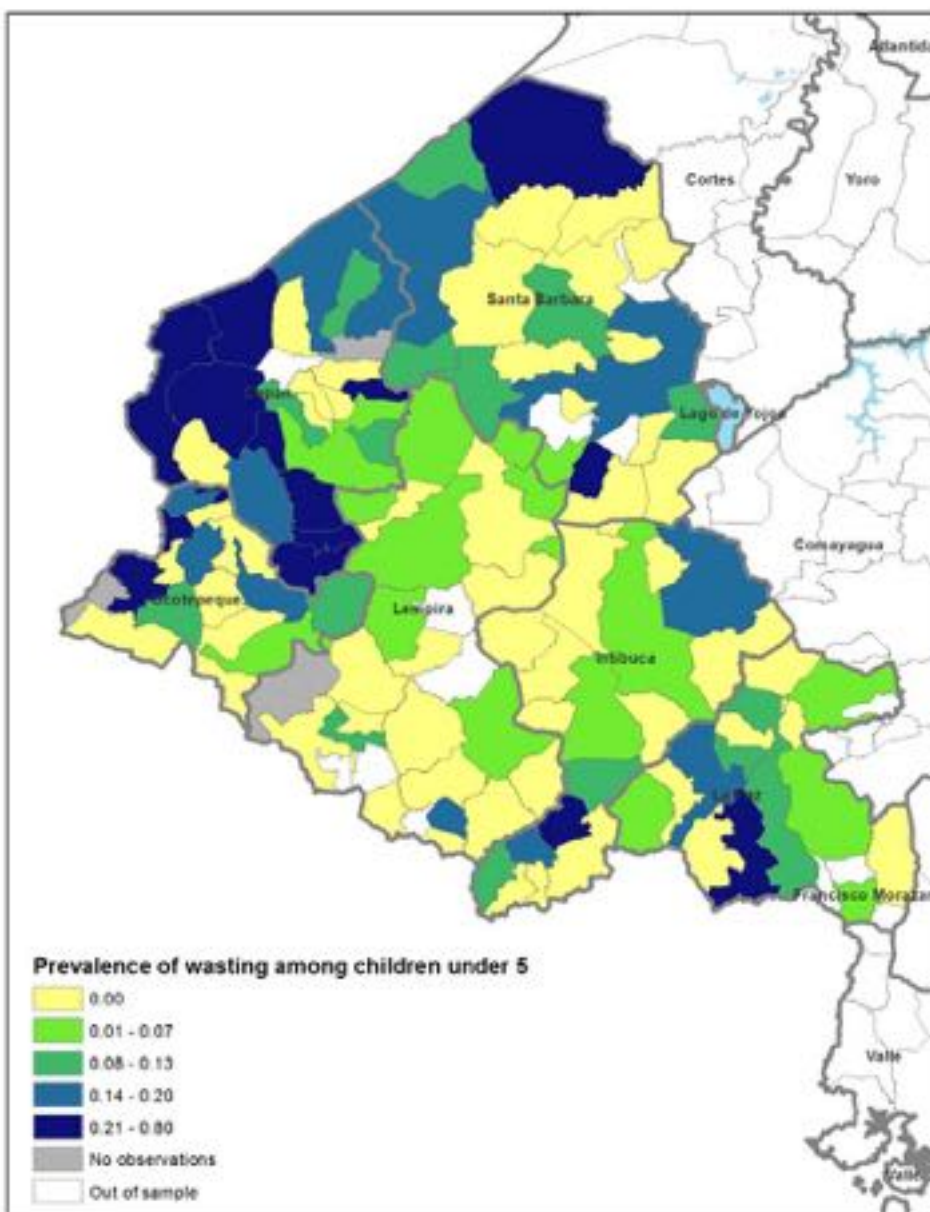 Atlantida
Cortes
Yoro
Santa Barbara
Lago de Yojoa
Comayagua
Ocotepeque
Lempira
Intibuca
Francisco Morazan
Prevalence of wasting among children under 5
0.00
0.01 - 0.07
0.08 - 0.13
0.14 - 0.20
0.21 - 0.80
No observations
Out of sample
Valle
Valle